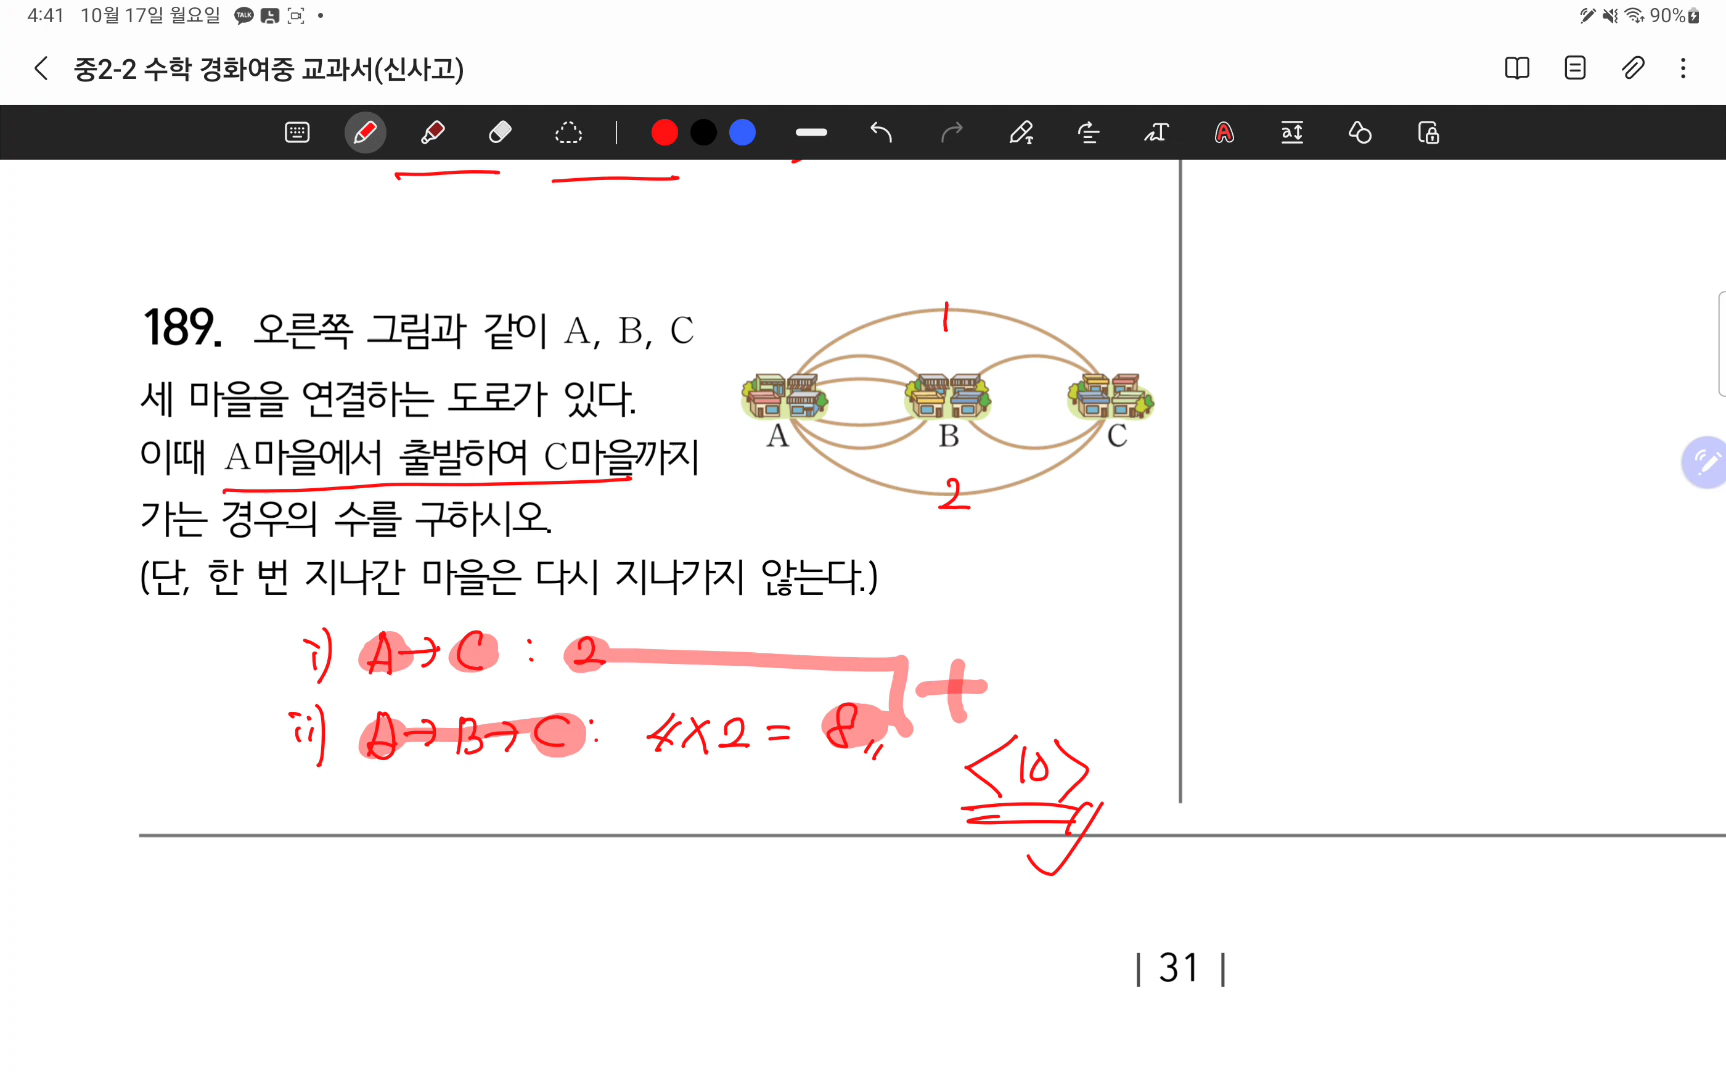 4:41 10월 17일 월요일 TALK 90%
중2-2 수학 경화여중 교과서(신사고)
189. 오른쪽 그림과 같이 A, B, C
세 마을을 연결하는 도로가 있다.
이때 A마을에서 출발하여 C마을까지
가는 경우의 수를 구하시오.
(단, 한 번 지나간 마을은 다시 지나가지 않는다.)
1
A B C
2
i) A→C : 2
ii) A→B→C : 4×2 = 8〃
+
<10>
| 31 |